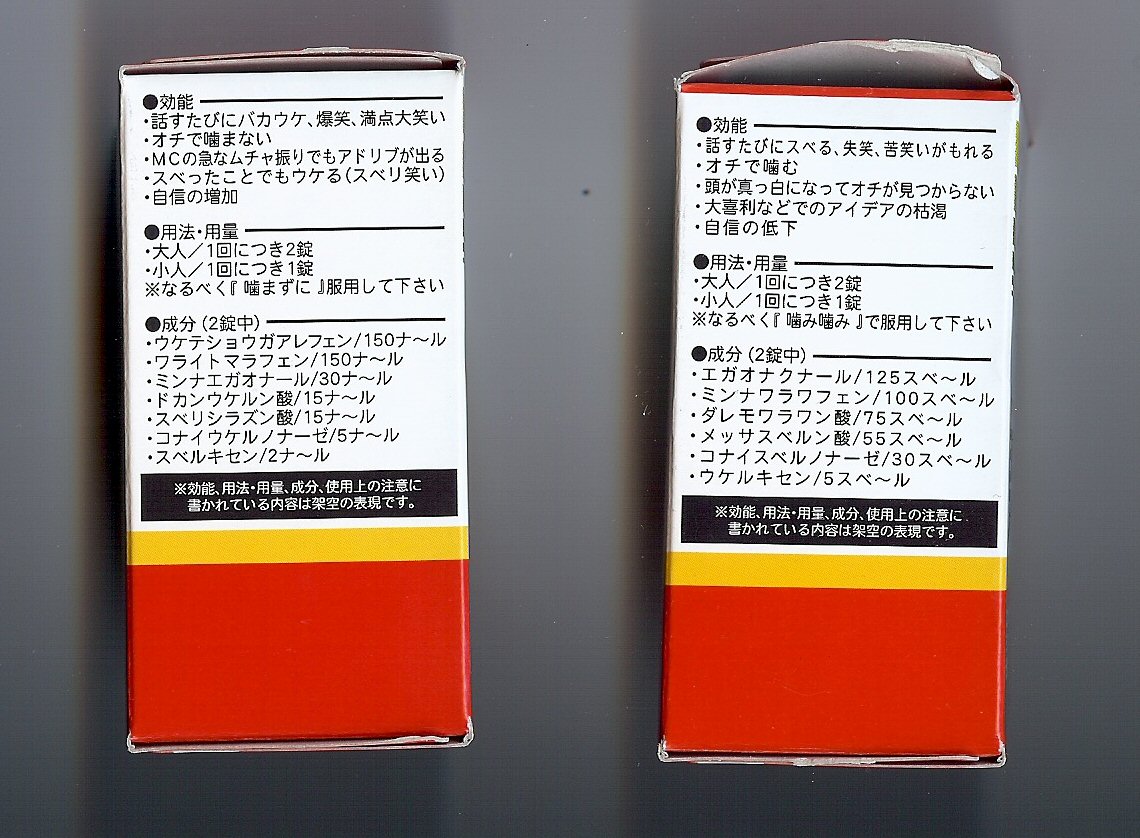 ●効能
・話すたびにバカウケ、爆笑、満点大笑い
・オチで噛まない
・MCの急なムチャ振りでもアドリブが出る
・スベったことでもウケる(スベリ笑い)
・自信の増加
●用法・用量
・大人／1回につき2錠
・小人／1回につき1錠
※なるべく『 噛まずに 』服用して下さい
●成分(2錠中)
・ウケテショウガアレフェン/150ナ〜ル
・ワライトマラフェン/150ナ〜ル
・ミンナエガオナール/30ナ〜ル
・ドカンウケルン酸/15ナ〜ル
・スベリシラズン酸/15ナ〜ル
・コナイウケルノナーゼ/5ナ〜ル
・スベルキセン/2ナ〜ル
※効能、用法・用量、成分、使用上の注意に
書かれている内容は架空の表現です。
●効能
・話すたびにスベる、失笑、苦笑いがもれる
・オチで噛む
・頭が真っ白になってオチが見つからない
・大喜利などでのアイデアの枯渇
・自信の低下
●用法・用量
・大人／1回につき2錠
・小人／1回につき1錠
※なるべく『 噛み噛み 』で服用して下さい
●成分(2錠中)
・エガオナクナール/125スベ〜ル
・ミンナワラワフェン/100スベ〜ル
・ダレモワラワン酸/75スベ〜ル
・メッサスベルン酸/55スベ〜ル
・コナイスベルノナーゼ/30スベ〜ル
・ウケルキセン/5スベ〜ル
※効能、用法・用量、成分、使用上の注意に
書かれている内容は架空の表現です。